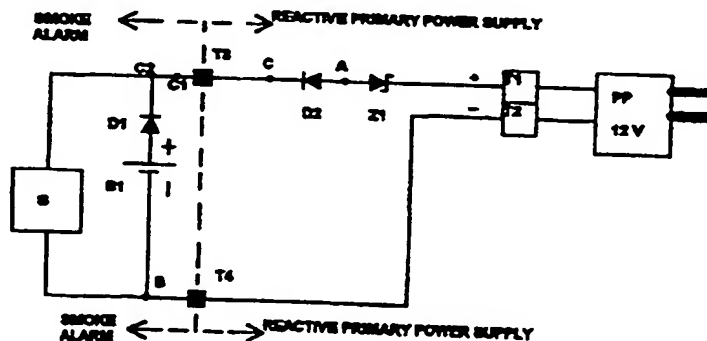 SMOKE ALARM
REACTIVE PRIMARY POWER SUPPLY
T3
C2
C1
C
A
D2
Z1
+
−
T1
T2
PP
12 V
D1
+
B1
−
S
B
T4
SMOKE ALARM
REACTIVE PRIMARY POWER SUPPLY